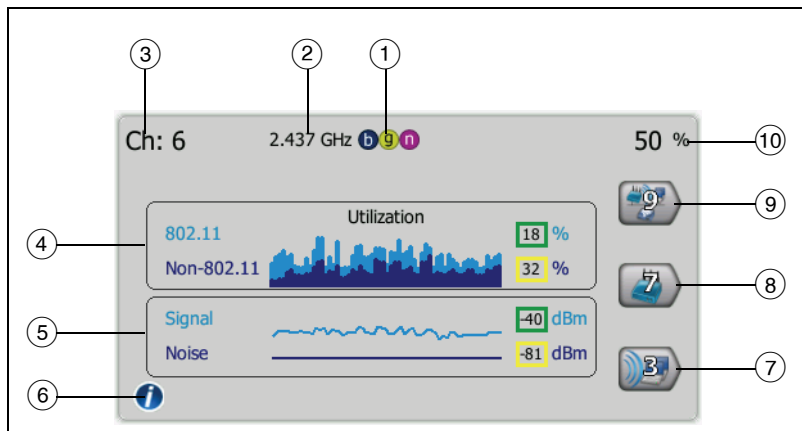 3 2 1
Ch: 6 2.437 GHz b g n 50 % 10
9 9
Utilization
4 802.11 18 %
Non-802.11 32 %
7 8
5 Signal -40 dBm
Noise -81 dBm
3 7
6 i